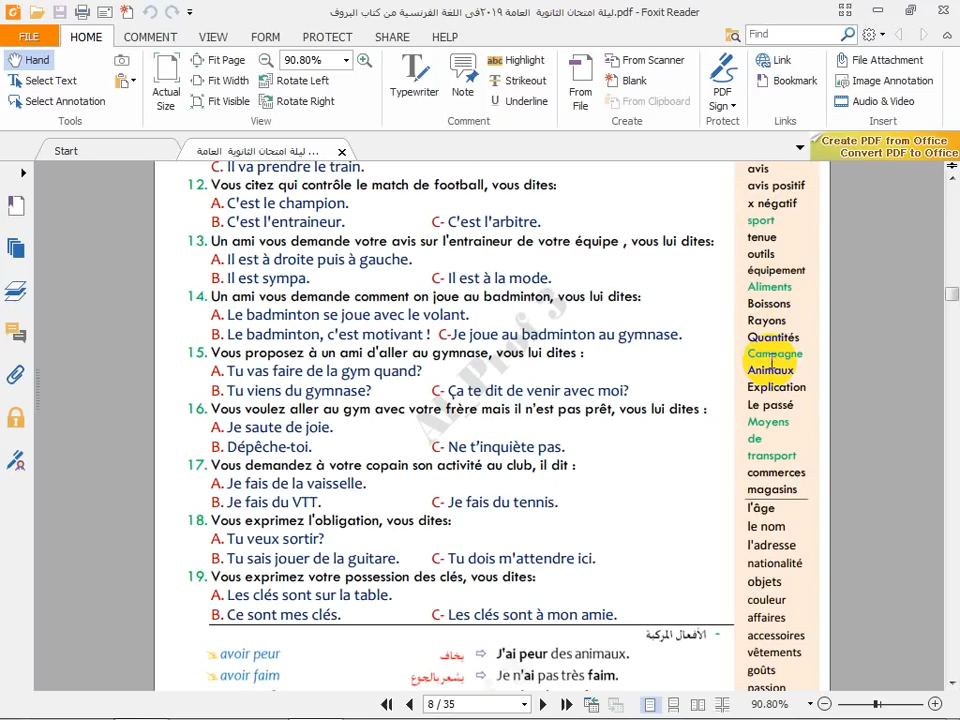 ليلة امتحان الثانوية العامة ٢٠١٩فى اللغة الفرنسية من كتاب البروف.pdf - Foxit Reader
FILE HOME COMMENT VIEW FORM PROTECT SHARE HELP Find
Hand
Select Text
Select Annotation
Tools
Actual Size
Fit Page
Fit Width
Fit Visible
90.80%
Rotate Left
Rotate Right
View
Typewriter
Note
Highlight
Strikeout
Underline
Comment
From File
From Scanner
Blank
From Clipboard
Create
PDF Sign
Protect
Link
Bookmark
Links
File Attachment
Image Annotation
Audio & Video
Insert
Start
ليلة امتحان الثانوية العامة ...
Create PDF from Office
Convert PDF to Office
C. Il va prendre le train.
12. Vous citez qui contrôle le match de football, vous dites:
A. C'est le champion.
B. C'est l'entraineur. C- C'est l'arbitre.
13. Un ami vous demande votre avis sur l'entraineur de votre équipe , vous lui dites:
A. Il est à droite puis à gauche.
B. Il est sympa. C- Il est à la mode.
14. Un ami vous demande comment on joue au badminton, vous lui dites:
A. Le badminton se joue avec le volant.
B. Le badminton, c'est motivant ! C-Je joue au badminton au gymnase.
15. Vous proposez à un ami d'aller au gymnase, vous lui dites :
A. Tu vas faire de la gym quand?
B. Tu viens du gymnase? C- Ça te dit de venir avec moi?
16. Vous voulez aller au gym avec votre frère mais il n'est pas prêt, vous lui dites :
A. Je saute de joie.
B. Dépêche-toi. C- Ne t'inquiète pas.
17. Vous demandez à votre copain son activité au club, il dit :
A. Je fais de la vaisselle.
B. Je fais du VTT. C- Je fais du tennis.
18. Vous exprimez l'obligation, vous dites:
A. Tu veux sortir?
B. Tu sais jouer de la guitare. C- Tu dois m'attendre ici.
19. Vous exprimez votre possession des clés, vous dites:
A. Les clés sont sur la table.
B. Ce sont mes clés. C- Les clés sont à mon amie.
- الأفعال المركبة
avoir peur يخاف ⇨ J'ai peur des animaux.
avoir faim يشعر بالجوع ⇨ Je n'ai pas très faim.
avis
avis positif
x négatif
sport
tenue
outils
équipement
Aliments
Boissons
Rayons
Quantités
Campagne
Animaux
Explication
Le passé
Moyens
de
transport
commerces
magasins
l'âge
le nom
l'adresse
nationalité
objets
couleur
affaires
accessoires
vêtements
goûts
passion
8 / 35 90.80%